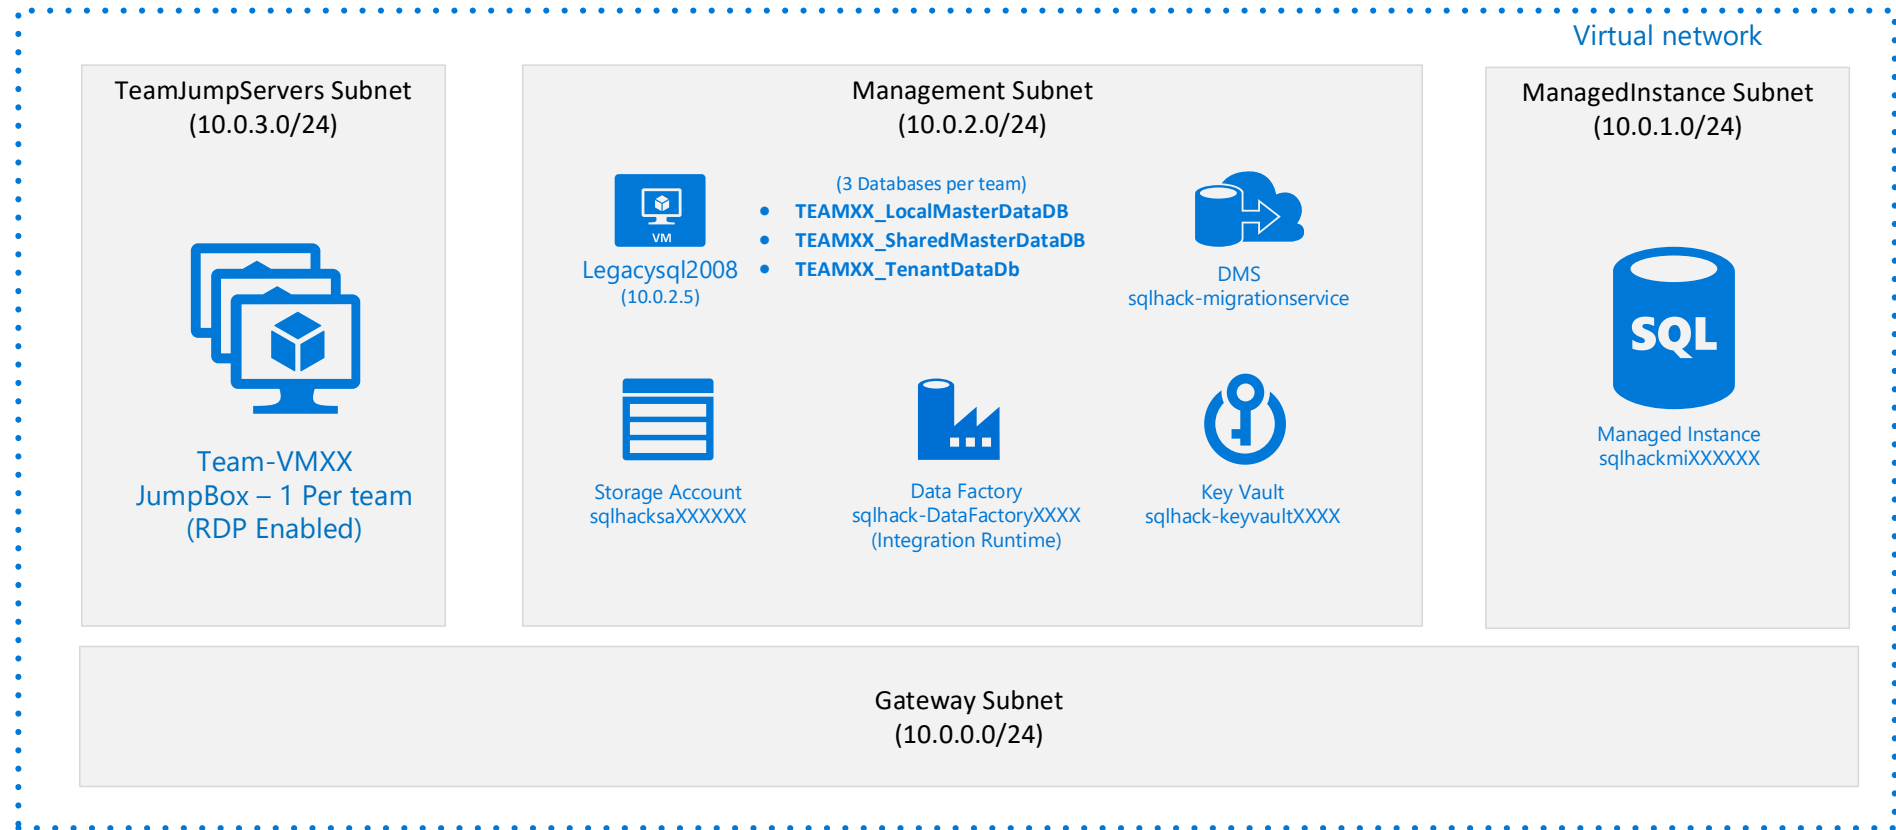 Virtual network
TeamJumpServers Subnet
(10.0.3.0/24)
Team-VMXX
JumpBox – 1 Per team
(RDP Enabled)
Management Subnet
(10.0.2.0/24)
VM
Legacysql2008
(10.0.2.5)
(3 Databases per team)
• TEAMXX_LocalMasterDataDB
• TEAMXX_SharedMasterDataDB
• TEAMXX_TenantDataDb
DMS
sqlhack-migrationservice
Storage Account
sqlhacksaXXXXXX
Data Factory
sqlhack-DataFactoryXXXX
(Integration Runtime)
Key Vault
sqlhack-keyvaultXXXX
ManagedInstance Subnet
(10.0.1.0/24)
SQL
Managed Instance
sqlhackmiXXXXXX
Gateway Subnet
(10.0.0.0/24)